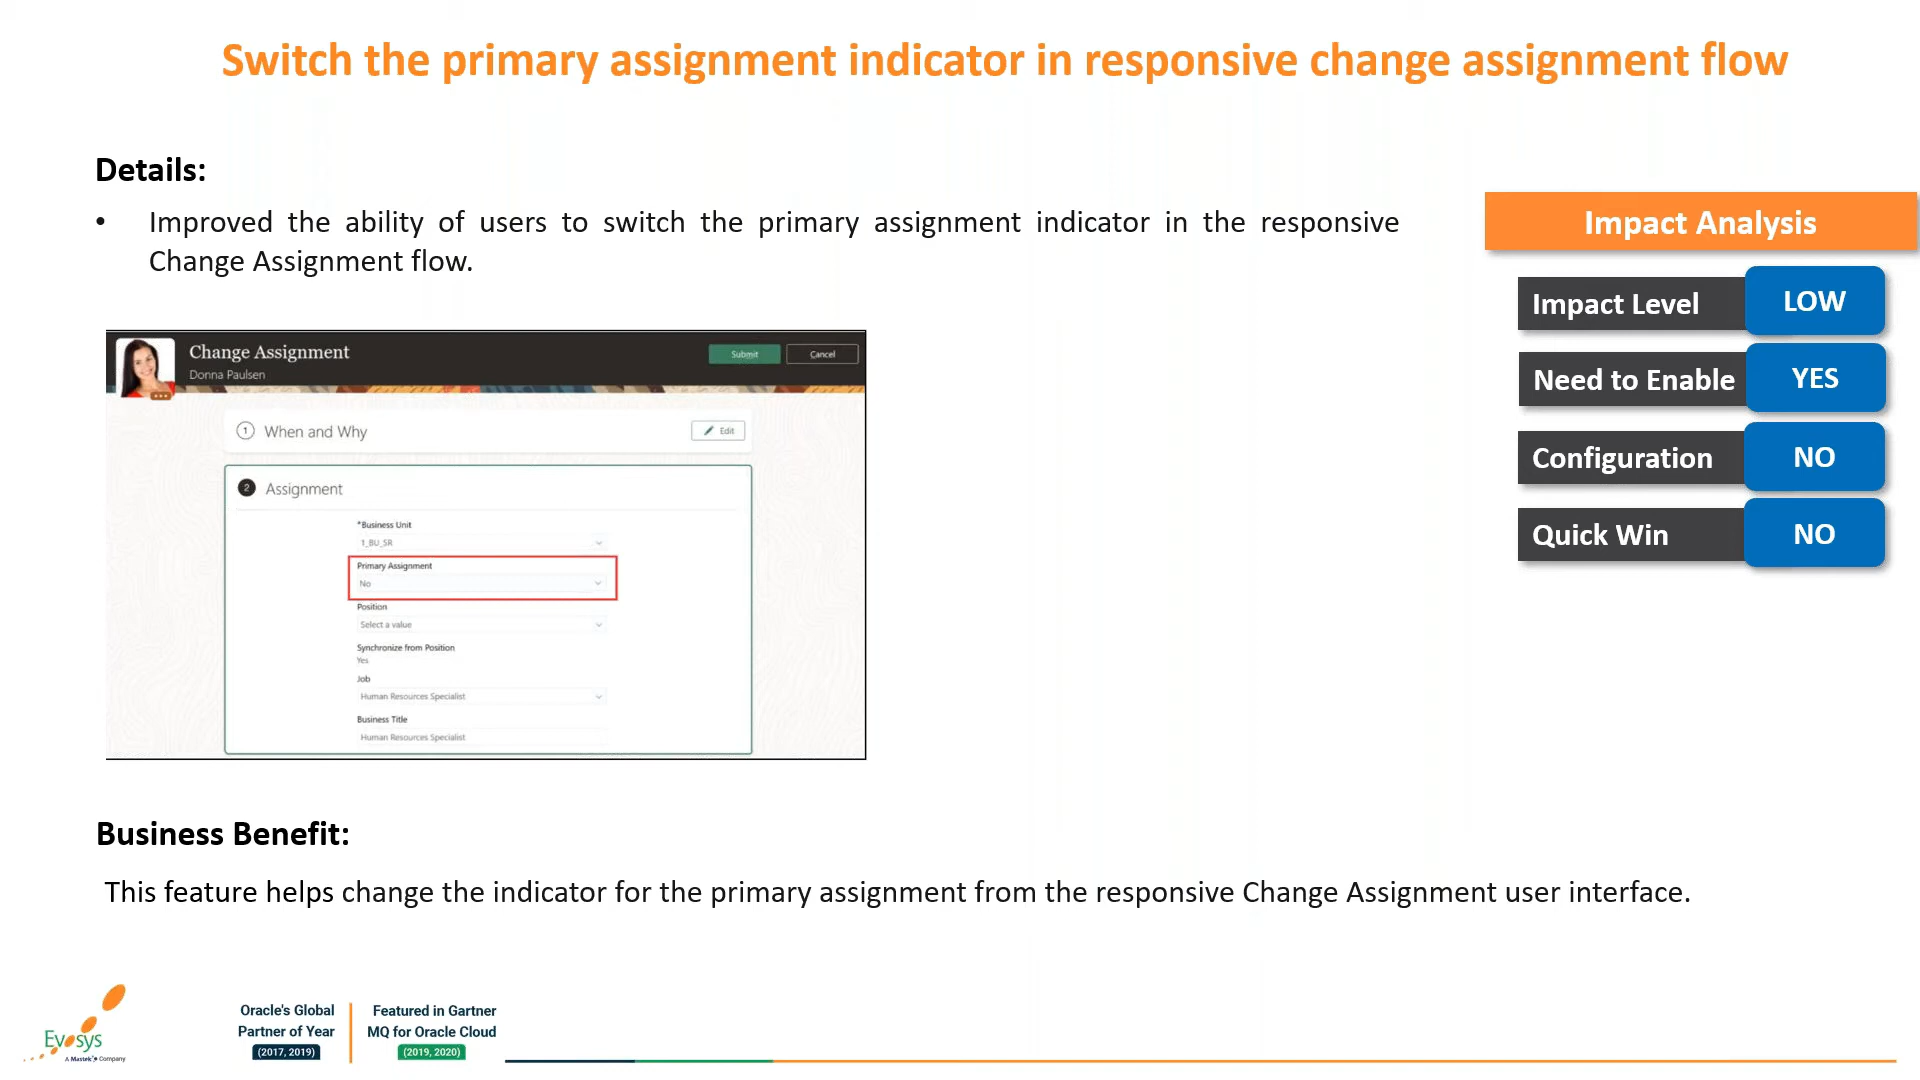 Switch the primary assignment indicator in responsive change assignment flow
Details:
• Improved the ability of users to switch the primary assignment indicator in the responsive
Change Assignment flow.
Impact Analysis
Impact Level LOW
Need to Enable YES
Configuration NO
Quick Win NO
Change Assignment
Donna Paulsen
Submit Cancel
1 When and Why
Edit
2 Assignment
*Business Unit
1_BU_SR
Primary Assignment
No
Position
Select a value
Synchronize from Position
Yes
Job
Human Resources Specialist
Business Title
Human Resources Specialist
Business Benefit:
This feature helps change the indicator for the primary assignment from the responsive Change Assignment user interface.
Evosys
A Mastek Company
Oracle's Global
Partner of Year
(2017, 2019)
Featured in Gartner
MQ for Oracle Cloud
(2019, 2020)